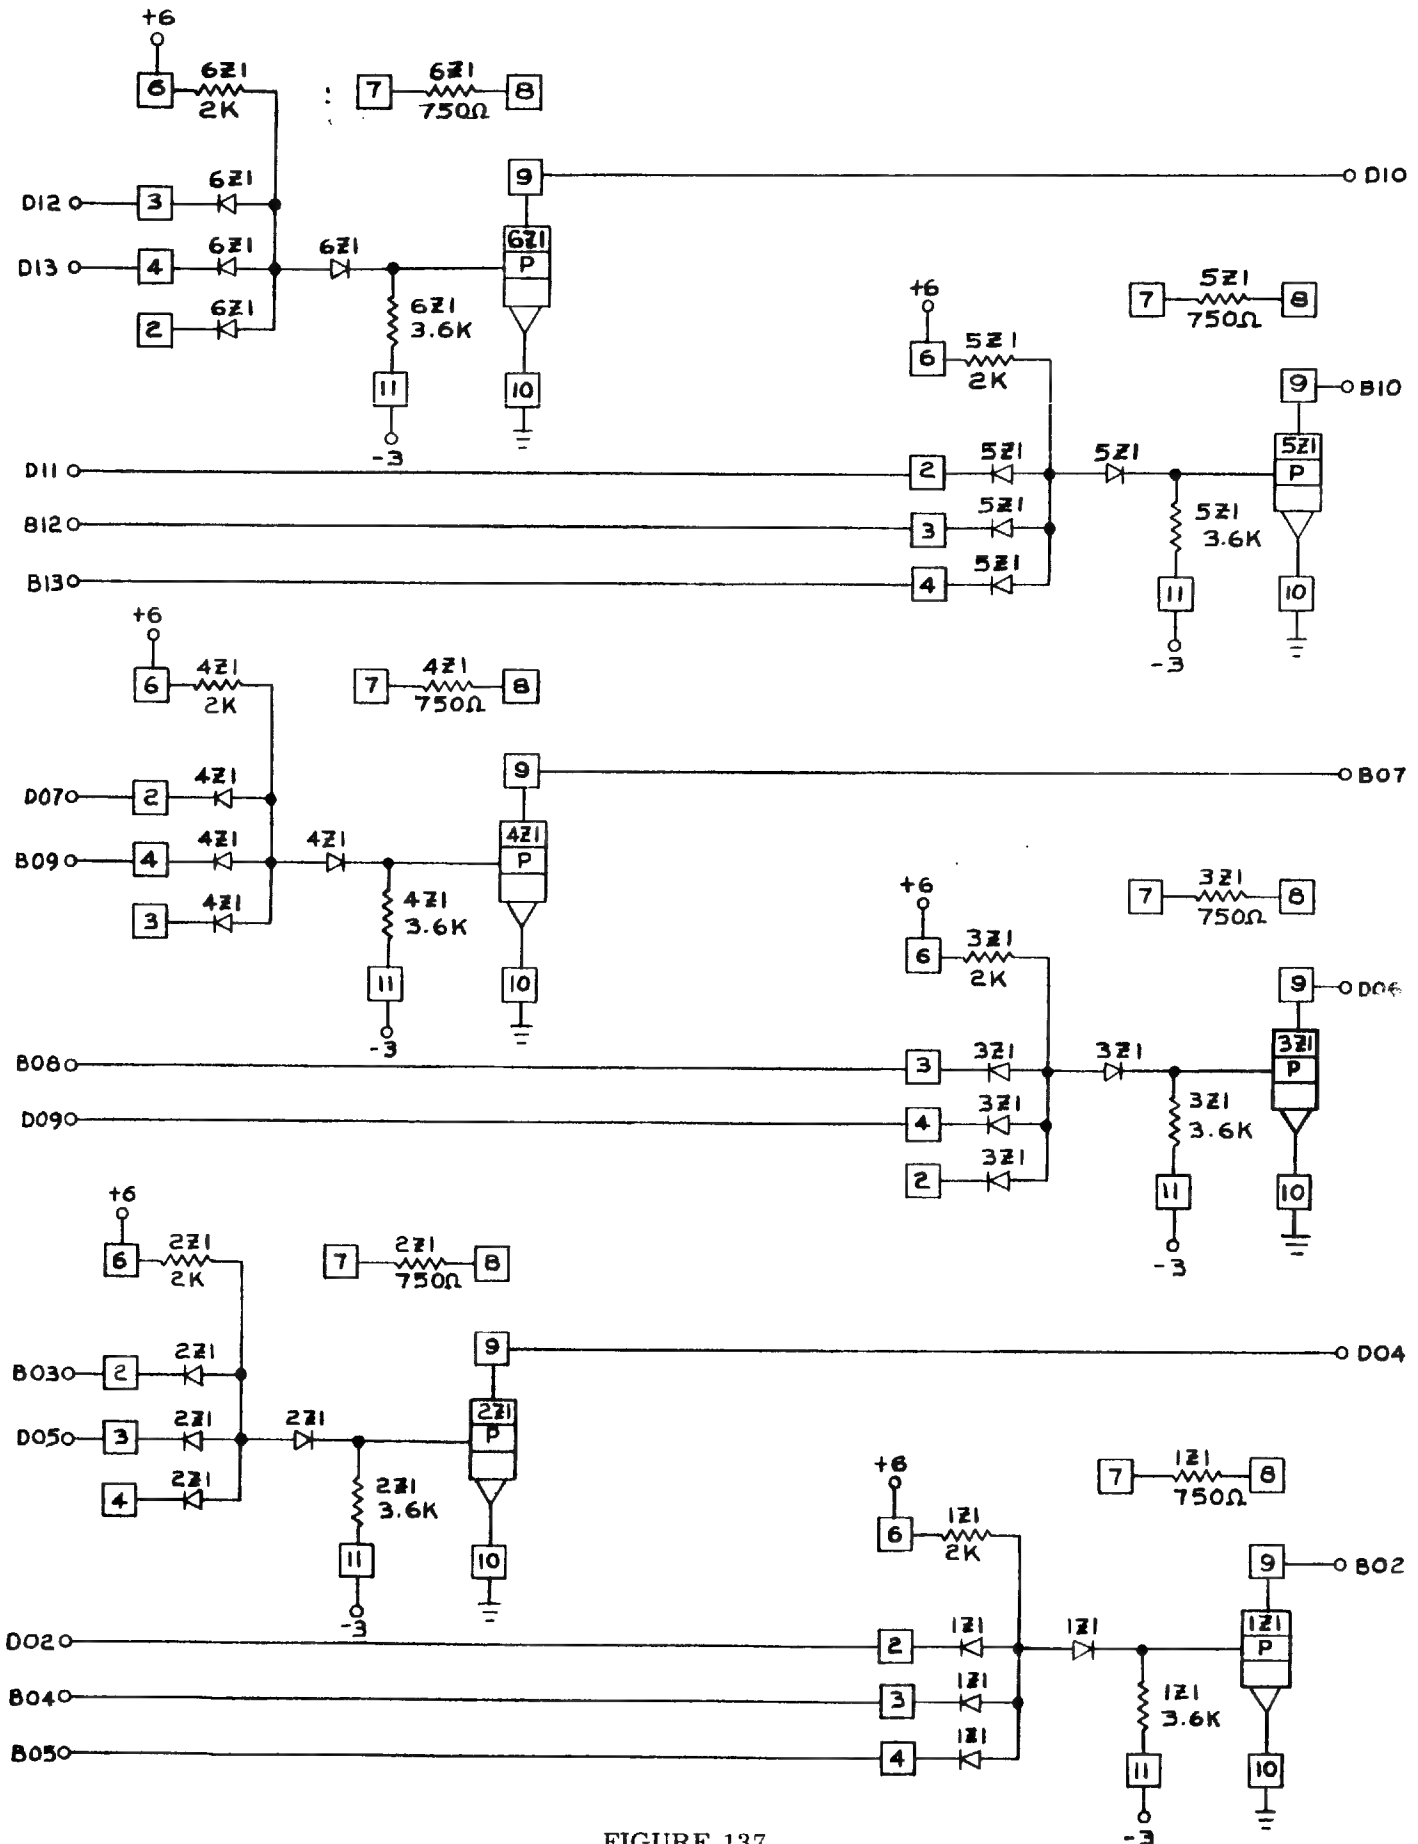 +6
6 6Z1 7 6Z1 8
2K 750Ω
9 D10
D12 3 6Z1
6Z1
P
D13 4 6Z1 6Z1
2 6Z1
6Z1
3.6K
11 10
-3
+6
7 5Z1 8
750Ω
6 5Z1
2K
9 B10
D11 2 5Z1 5Z1
5Z1
P
B12 3 5Z1
5Z1
3.6K
B13 4 5Z1
11 10
-3
+6
6 4Z1 7 4Z1 8
2K 750Ω
9 B07
D07 2 4Z1
4Z1
P
B09 4 4Z1 4Z1
3 4Z1
4Z1
3.6K
11 10
-3
+6
7 3Z1 8
750Ω
6 3Z1
2K
9 D06
B08 3 3Z1 3Z1
3Z1
P
D09 4 3Z1
3Z1
3.6K
2 3Z1
11 10
-3
+6
6 2Z1 7 2Z1 8
2K 750Ω
9 D04
B03 2 2Z1
2Z1
P
D05 3 2Z1 2Z1
4 2Z1
2Z1
3.6K
11 10
-3
+6
7 1Z1 8
750Ω
6 1Z1
2K
9 B02
D02 2 1Z1 1Z1
1Z1
P
B04 3 1Z1
1Z1
3.6K
B05 4 1Z1
11 10
-3
FIGURE 137